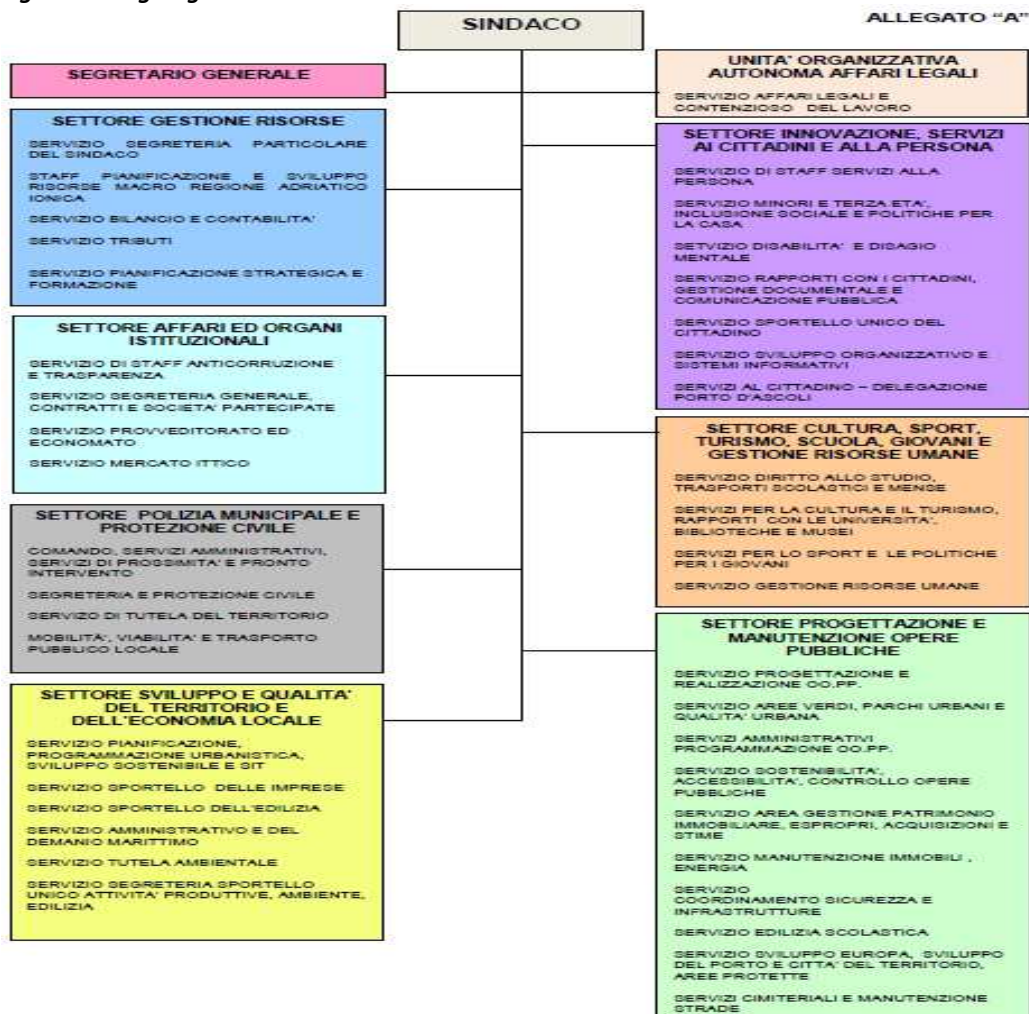 SINDACO
ALLEGATO “A”
SEGRETARIO GENERALE
SETTORE GESTIONE RISORSE
SERVIZIO SEGRETERIA PARTICOLARE
DEL SINDACO
STAFF PIANIFICAZIONE E SVILUPPO
RISORSE MACRO REGIONE ADRIATICO
IONICA
SERVIZIO BILANCIO E CONTABILITA'
SERVIZIO TRIBUTI
SERVIZIO PIANIFICAZIONE STRATEGICA E
FORMAZIONE
SETTORE AFFARI ED ORGANI
ISTITUZIONALI
SERVIZIO DI STAFF ANTICORRUZIONE
E TRASPARENZA
SERVIZIO SEGRETERIA GENERALE,
CONTRATTI E SOCIETA' PARTECIPATE
SERVIZIO PROVVEDITORATO ED
ECONOMATO
SERVIZIO MERCATO ITTICO
SETTORE POLIZIA MUNICIPALE E
PROTEZIONE CIVILE
COMANDO, SERVIZI AMMINISTRATIVI,
SERVIZI DI PROSSIMITA' E PRONTO
INTERVENTO
SEGRETERIA E PROTEZIONE CIVILE
SERVIZO DI TUTELA DEL TERRITORIO
MOBILITÀ', VIABILITA' E TRASPORTO
PUBBLICO LOCALE
SETTORE SVILUPPO E QUALITA'
DEL TERRITORIO E
DELL'ECONOMIA LOCALE
SERVIZIO PIANIFICAZIONE,
PROGRAMMAZIONE URBANISTICA,
SVILUPPO SOSTENIBILE E SIT
SERVIZIO SPORTELLO DELLE IMPRESE
SERVIZIO SPORTELLO DELL'EDILIZIA
SERVIZIO AMMINISTRATIVO E DEL
DEMANIO MARITTIMO
SERVIZIO TUTELA AMBIENTALE
SERVIZIO SEGRETERIA SPORTELLO
UNICO ATTIVITA' PRODUTTIVE, AMBIENTE,
EDILIZIA
UNITA' ORGANIZZATIVA
AUTONOMA AFFARI LEGALI
SERVIZIO AFFARI LEGALI E
CONTENZIOSO DEL LAVORO
SETTORE INNOVAZIONE, SERVIZI
AI CITTADINI E ALLA PERSONA
SERVIZIO DI STAFF SERVIZI ALLA
PERSONA
SERVIZIO MINORI E TERZA ETA',
INCLUSIONE SOCIALE E POLITICHE PER
LA CASA
SETVIZIO DISABILITA' E DISAGIO
MENTALE
SERVIZIO RAPPORTI CON I CITTADINI,
GESTIONE DOCUMENTALE E
COMUNICAZIONE PUBBLICA
SERVIZIO SPORTELLO UNICO DEL
CITTADINO
SERVIZIO SVILUPPO ORGANIZZATIVO E
SISTEMI INFORMATIVI
SERVIZI AL CITTADINO – DELEGAZIONE
PORTO D'ASCOLI
SETTORE CULTURA, SPORT,
TURISMO, SCUOLA, GIOVANI E
GESTIONE RISORSE UMANE
SERVIZIO DIRITTO ALLO STUDIO,
TRASPORTI SCOLASTICI E MENSE
SERVIZI PER LA CULTURA E IL TURISMO,
RAPPORTI CON LE UNIVERSITA',
BIBLIOTECHE E MUSEI
SERVIZI PER LO SPORT E LE POLITICHE
PER I GIOVANI
SERVIZIO GESTIONE RISORSE UMANE
SETTORE PROGETTAZIONE E
MANUTENZIONE OPERE
PUBBLICHE
SERVIZIO PROGETTAZIONE E
REALIZZAZIONE OO.PP.
SERVIZIO AREE VERDI, PARCHI URBANI E
QUALITA' URBANA
SERVIZI AMMINISTRATIVI
PROGRAMMAZIONE OO.PP.
SERVIZIO SOSTENIBILITA',
ACCESSIBILITA', CONTROLLO OPERE
PUBBLICHE
SERVIZIO AREA GESTIONE PATRIMONIO
IMMOBILIARE, ESPROPRI, ACQUISIZIONI E
STIME
SERVIZIO MANUTENZIONE IMMOBILI ,
ENERGIA
SERVIZIO
COORDINAMENTO SICUREZZA E
INFRASTRUTTURE
SERVIZIO EDILIZIA SCOLASTICA
SERVIZIO SVILUPPO EUROPA, SVILUPPO
DEL PORTO E CITTA' DEL TERRITORIO,
AREE PROTETTE
SERVIZI CIMITERIALI E MANUTENZIONE
STRADE